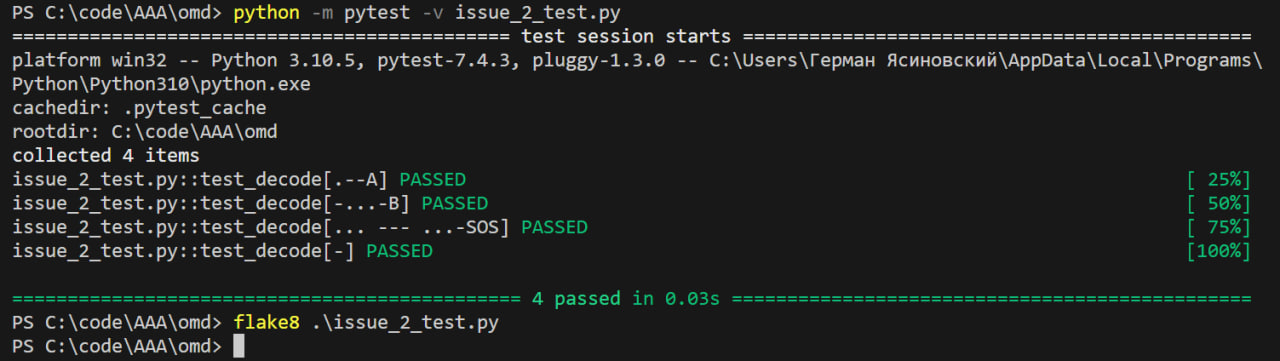 PS C:\code\AAA\omd> python -m pytest -v issue_2_test.py
============================================ test session starts =============================================
platform win32 -- Python 3.10.5, pytest-7.4.3, pluggy-1.3.0 -- C:\Users\Герман Ясиновский\AppData\Local\Programs\
Python\Python310\python.exe
cachedir: .pytest_cache
rootdir: C:\code\AAA\omd
collected 4 items
issue_2_test.py::test_decode[.--A] PASSED [ 25%]
issue_2_test.py::test_decode[-...-B] PASSED [ 50%]
issue_2_test.py::test_decode[... --- ...-SOS] PASSED [ 75%]
issue_2_test.py::test_decode[-] PASSED [100%]
============================================= 4 passed in 0.03s ==============================================
PS C:\code\AAA\omd> flake8 .\issue_2_test.py
PS C:\code\AAA\omd>